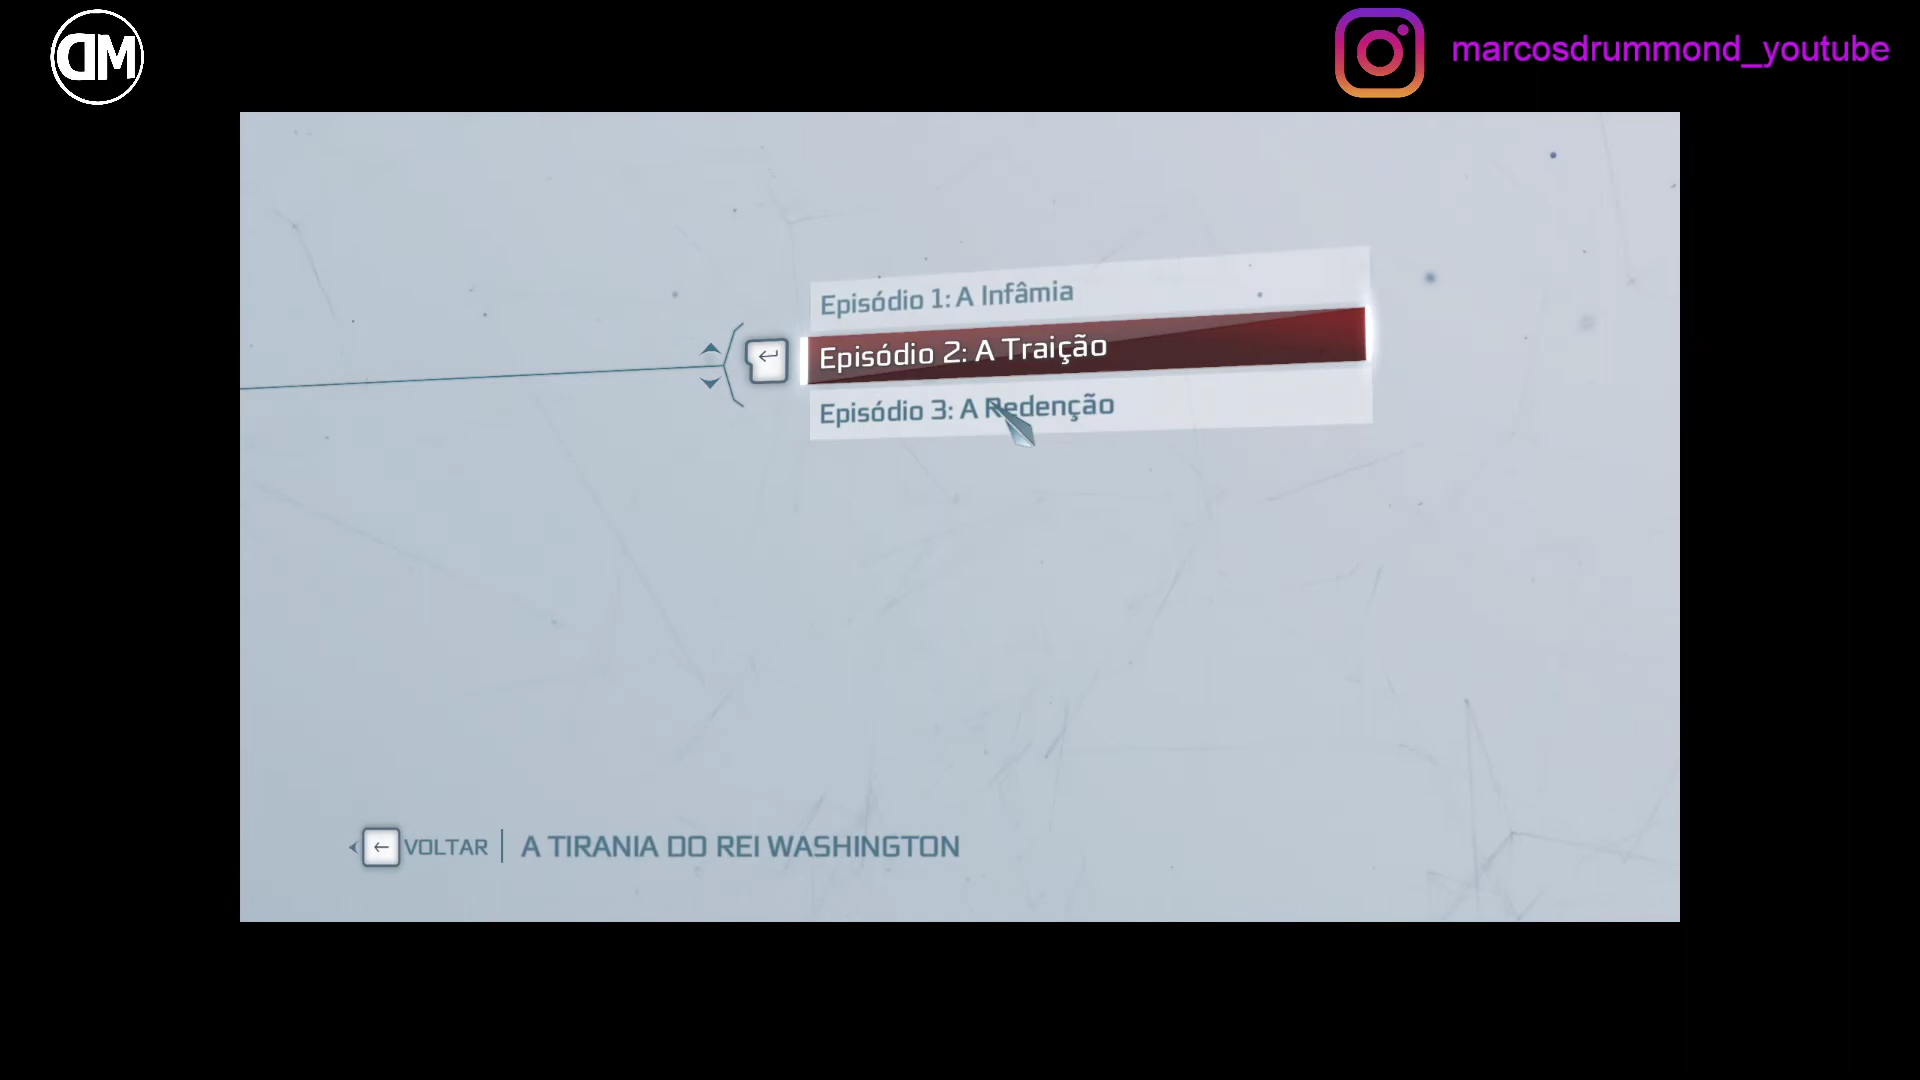 DM
marcosdrummond_youtube
Episódio 1: A Infâmia
Episódio 2: A Traição
Episódio 3: A Redenção
VOLTAR
A TIRANIA DO REI WASHINGTON